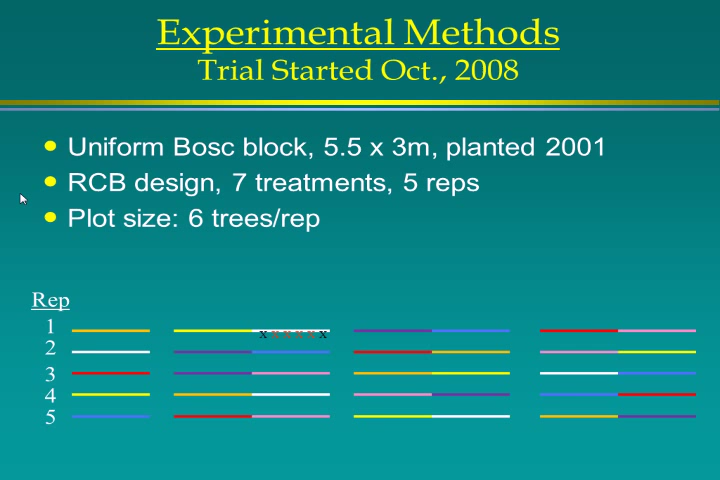 Experimental Methods
Trial Started Oct., 2008
Uniform Bosc block, 5.5 x 3m, planted 2001
RCB design, 7 treatments, 5 reps
Plot size: 6 trees/rep
Rep
1
x x x x x x
2
3
4
5